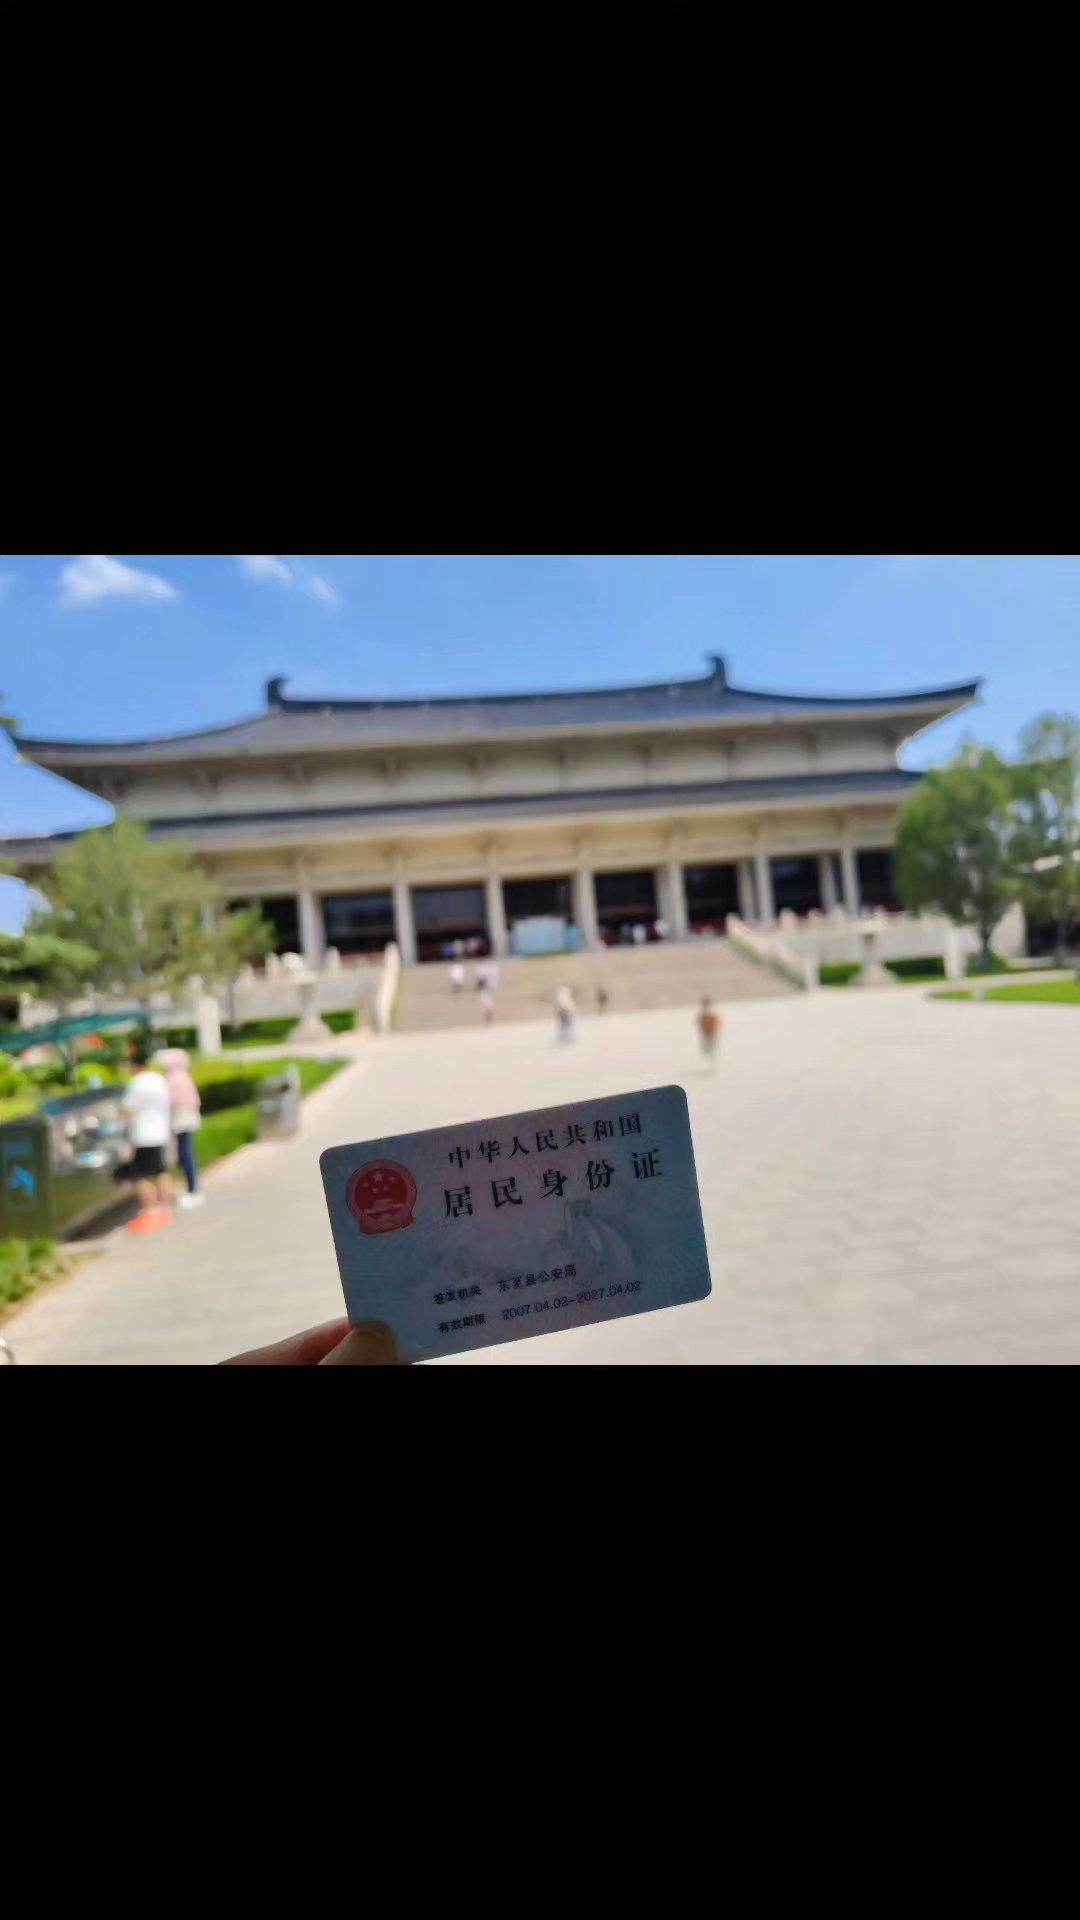 中华人民共和国
居民身份证
签发机关 东至县公安局
有效期限 2007.04.02-2027.04.02